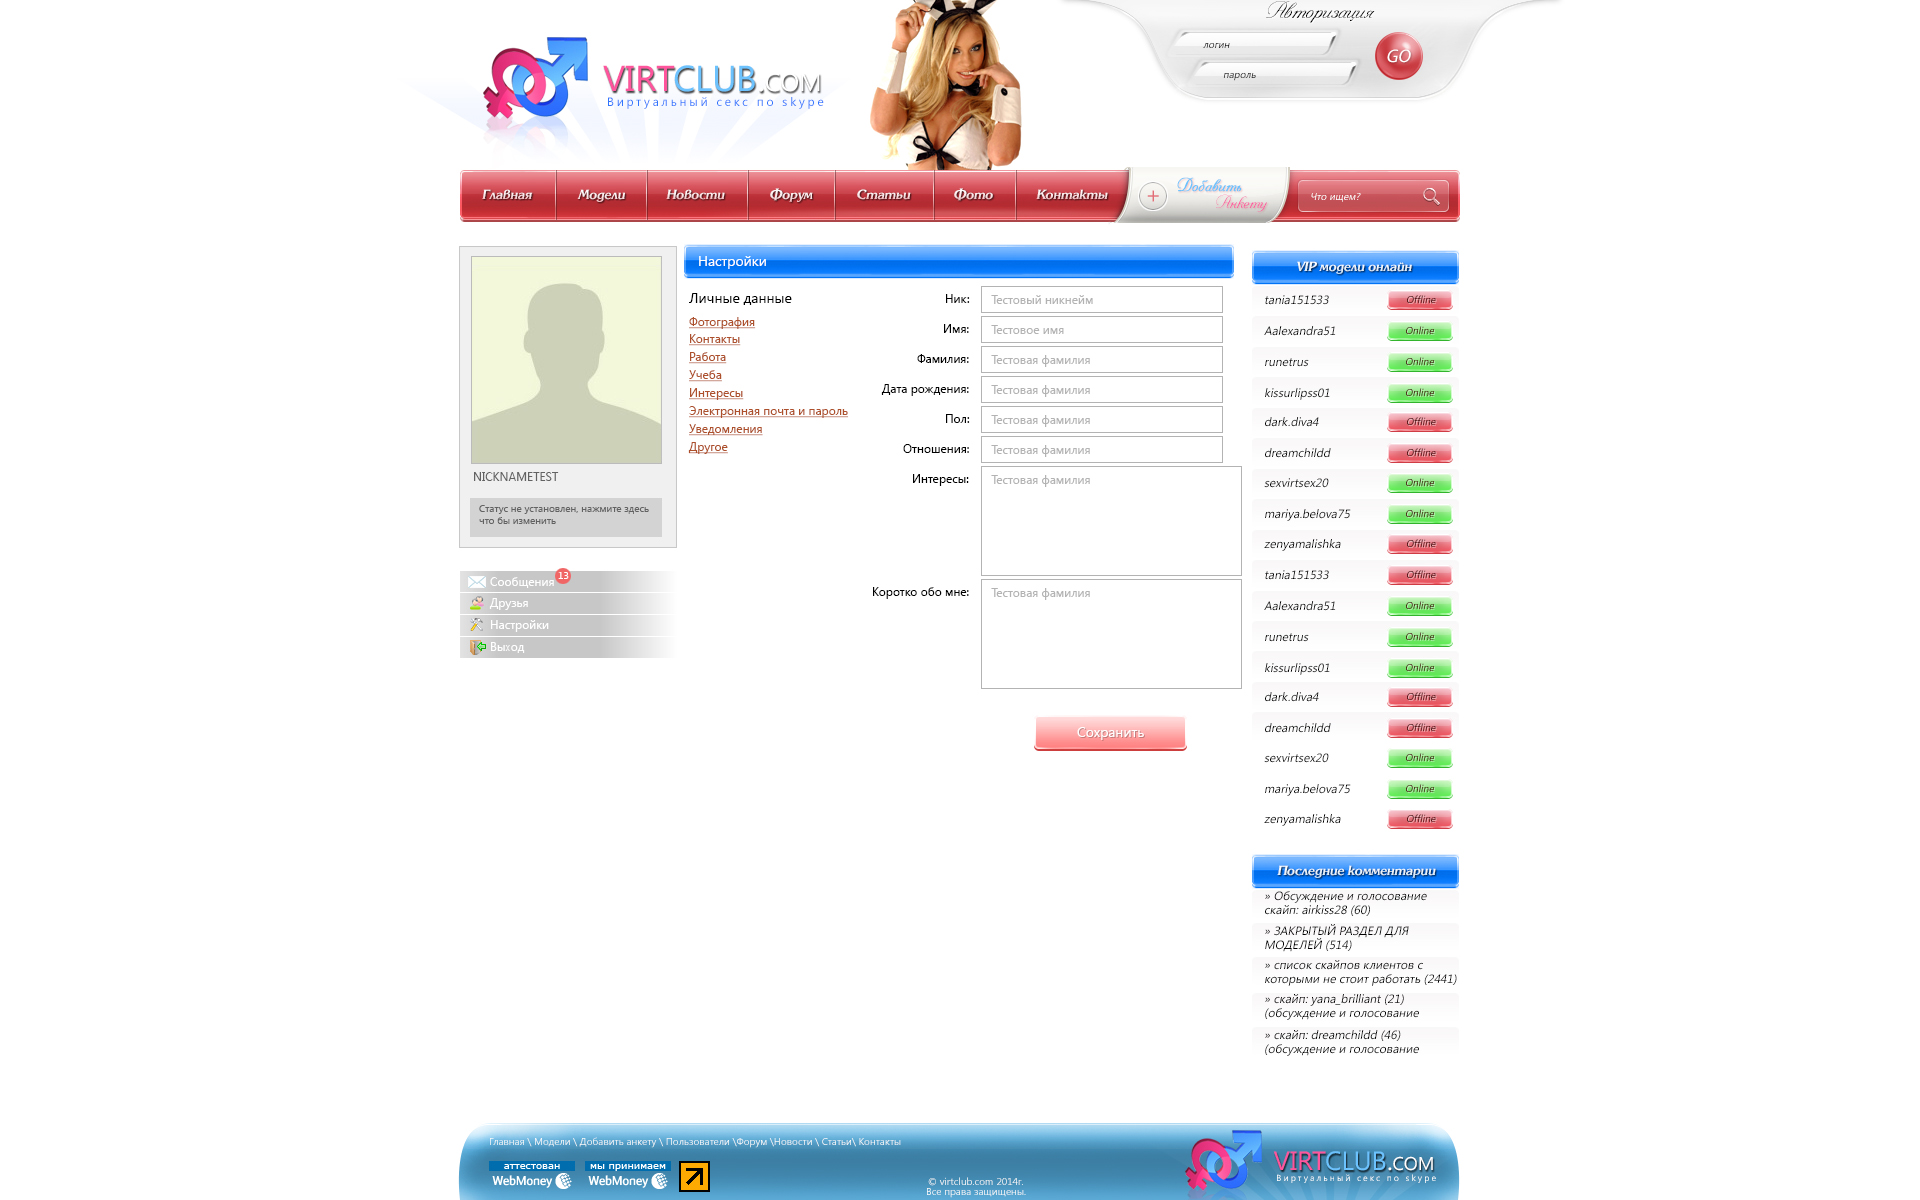 Авторизация
логин
GO
пароль
VIRTCLUB.COM
Виртуальный секс по skype
Главная
Модели
Новости
Форум
Статьи
Фото
Контакты
Добавить
Анкету
Что ищем?
NICKNAMETEST
Статус не установлен, нажмите здесь
что бы изменить
Сообщения 13
Друзья
Настройки
Выход
Настройки
Личные данные
Фотография
Контакты
Работа
Учеба
Интересы
Электронная почта и пароль
Уведомления
Другое
Ник: Тестовый никнейм
Имя: Тестовое имя
Фамилия: Тестовая фамилия
Дата рождения: Тестовая фамилия
Пол: Тестовая фамилия
Отношения: Тестовая фамилия
Интересы: Тестовая фамилия
Коротко обо мне: Тестовая фамилия
Сохранить
VIP модели онлайн
tania151533 Offline
Aalexandra51 Online
runetrus Online
kissurlipss01 Online
dark.diva4 Offline
dreamchildd Offline
sexvirtsex20 Online
mariya.belova75 Online
zenyamalishka Offline
tania151533 Offline
Aalexandra51 Online
runetrus Online
kissurlipss01 Online
dark.diva4 Offline
dreamchildd Offline
sexvirtsex20 Online
mariya.belova75 Online
zenyamalishka Offline
Последние комментарии
» Обсуждение и голосование
скайп: airkiss28 (60)
» ЗАКРЫТЫЙ РАЗДЕЛ ДЛЯ
МОДЕЛЕЙ (514)
» список скайпов клиентов с
которыми не стоит работать (2441)
» скайп: yana_brilliant (21)
(обсуждение и голосование
» скайп: dreamchildd (46)
(обсуждение и голосование
Главная \ Модели \ Добавить анкету \ Пользователи \Форум \Новости \ Статьи\ Контакты
аттестован
WebMoney
мы принимаем
WebMoney
© virtclub.com 2014г.
Все права защищены.
VIRTCLUB.COM
Виртуальный секс по skype